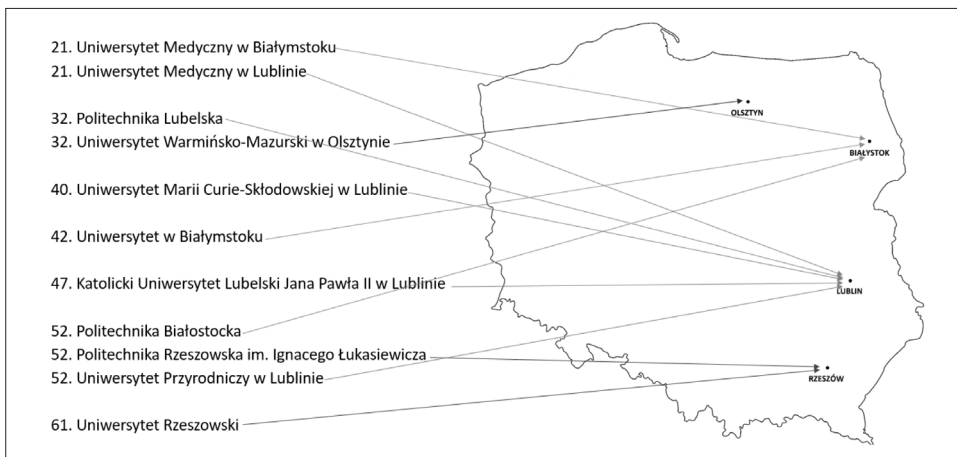 21. Uniwersytet Medyczny w Białymstoku
21. Uniwersytet Medyczny w Lublinie
32. Politechnika Lubelska
32. Uniwersytet Warmińsko-Mazurski w Olsztynie
40. Uniwersytet Marii Curie-Skłodowskiej w Lublinie
42. Uniwersytet w Białymstoku
47. Katolicki Uniwersytet Lubelski Jana Pawła II w Lublinie
52. Politechnika Białostocka
52. Politechnika Rzeszowska im. Ignacego Łukasiewicza
52. Uniwersytet Przyrodniczy w Lublinie
61. Uniwersytet Rzeszowski
OLSZTYN
BIAŁYSTOK
LUBLIN
RZESZÓW